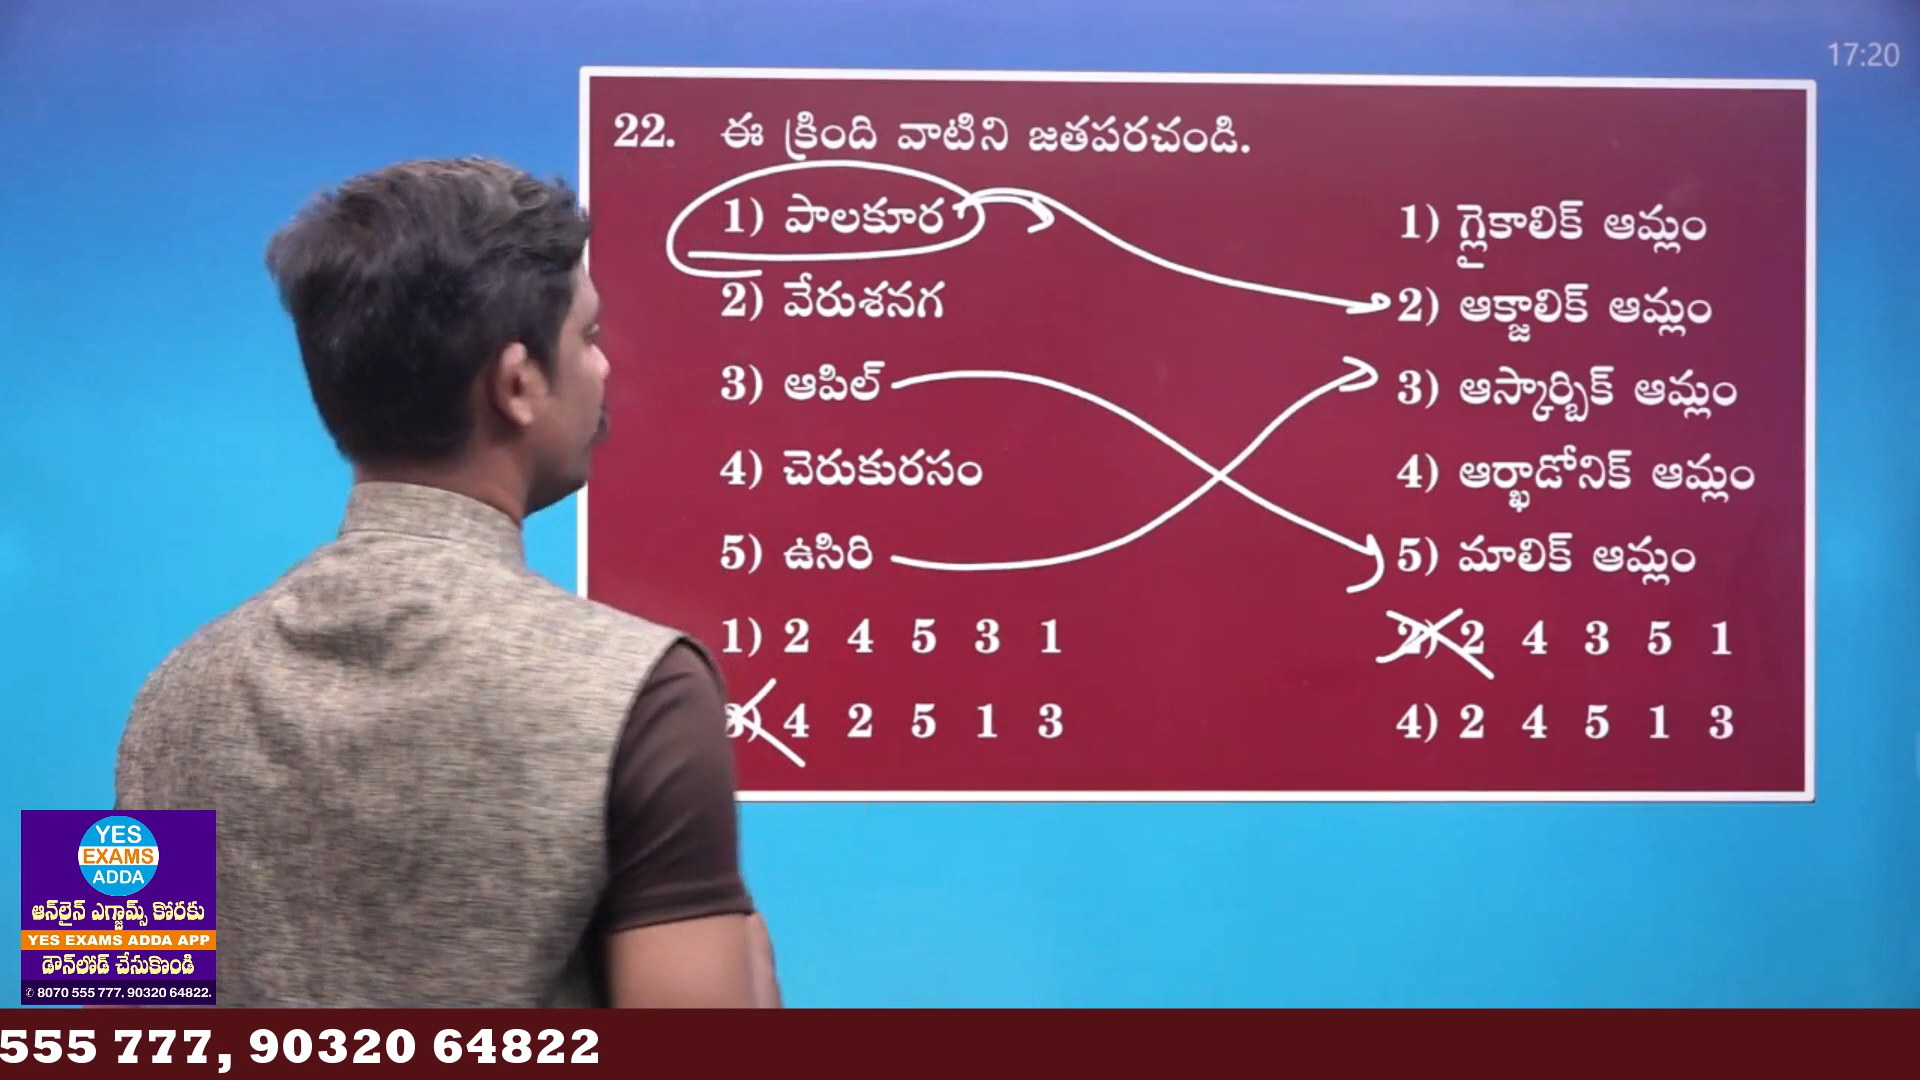 17:20
22. ఈ క్రింది వాటిని జతపరచండి.
1) పాలకూర 1) గ్లైకాలిక్ ఆమ్లం
2) వేరుశనగ 2) ఆక్జాలిక్ ఆమ్లం
3) ఆపిల్ 3) ఆస్కార్బిక్ ఆమ్లం
4) చెరుకురసం 4) ఆర్ఖాడోనిక్ ఆమ్లం
5) ఉసిరి 5) మాలిక్ ఆమ్లం
1) 2 4 5 3 1 2) 2 4 3 5 1
3) 4 2 5 1 3 4) 2 4 5 1 3
YES
EXAMS
ADDA
ఆన్‌లైన్ ఎగ్జామ్స్ కోరకు
YES EXAMS ADDA APP
డౌన్‌లోడ్ చేసుకొండి
✆ 8070 555 777, 90320 64822.
555 777, 90320 64822